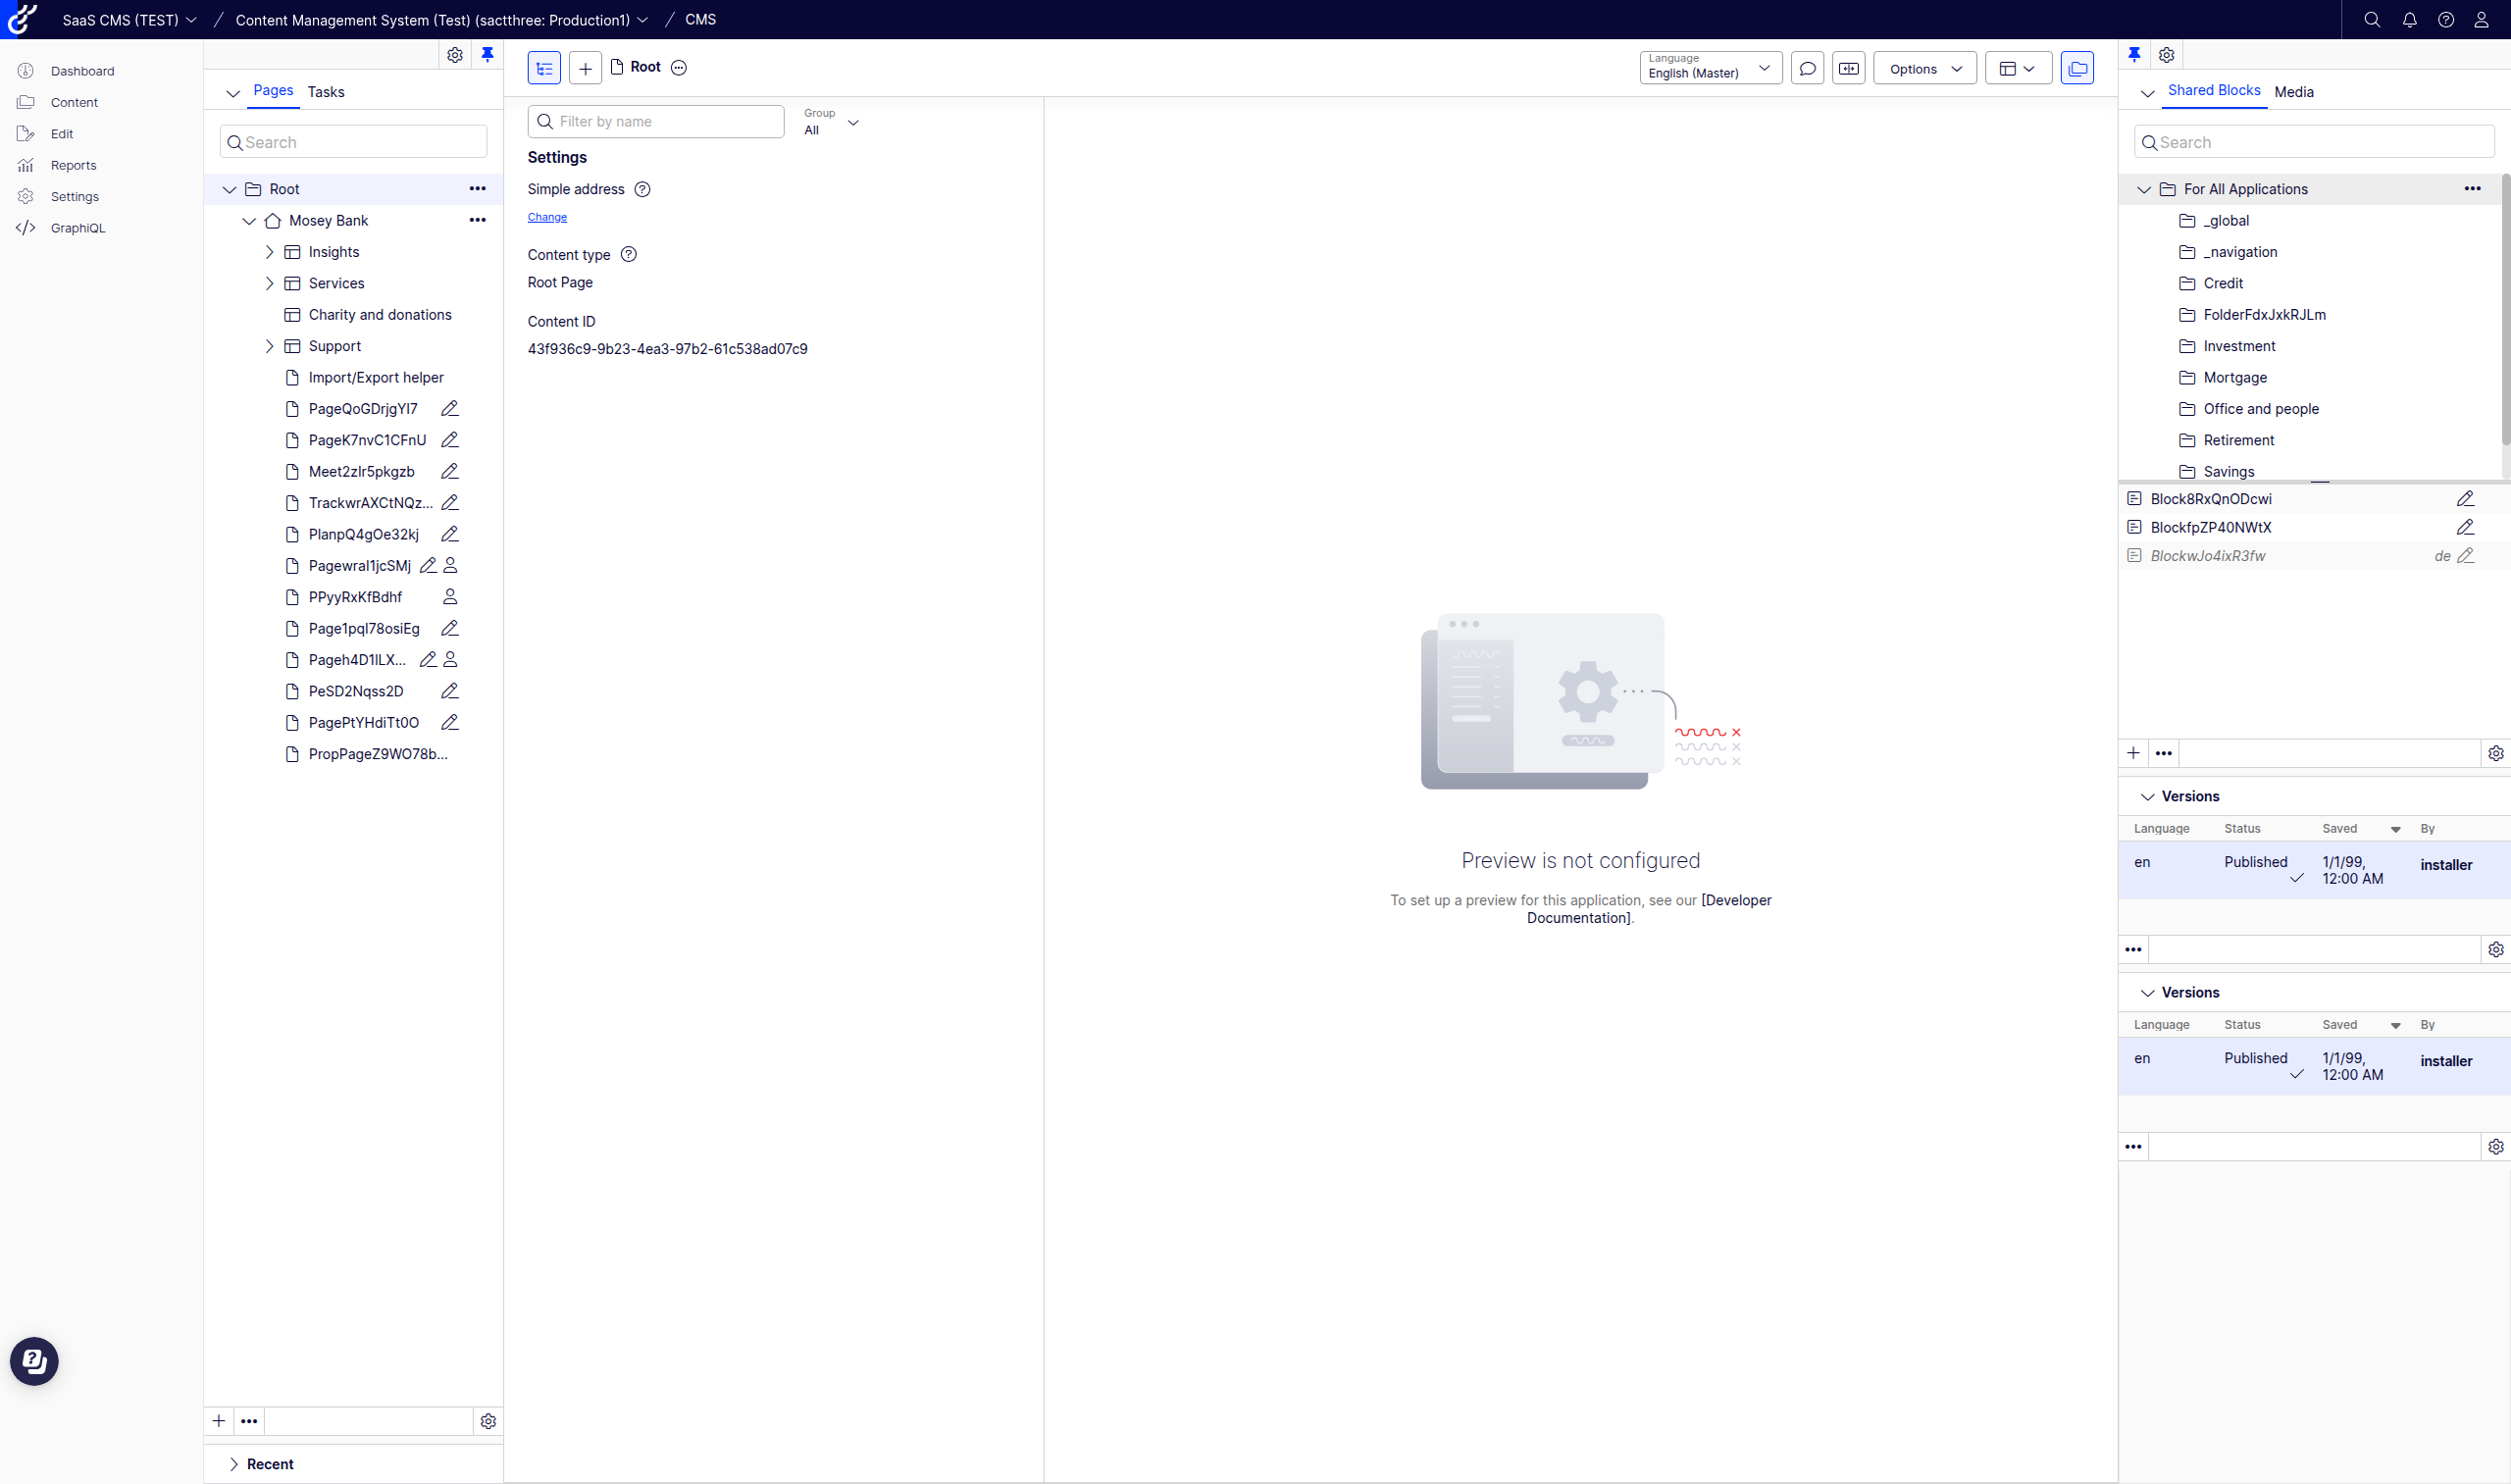 SaaS CMS (TEST) / Content Management System (Test) (sactthree: Production1) / CMS
Dashboard
Content
Edit
Reports
Settings
GraphiQL
Pages Tasks
Search
Root
Mosey Bank
Insights
Services
Charity and donations
Support
Import/Export helper
PageQoGDrjgYI7
PageK7nvC1CFnU
Meet2zlr5pkgzb
TrackwrAXCtNQz...
PlanpQ4gOe32kj
Pagewral1jcSMj
PPyyRxKfBdhf
Page1pql78osiEg
Pageh4D1lLX...
PeSD2Nqss2D
PagePtYHdiTt0O
PropPageZ9WO78b...
Recent
Root
Language
English (Master)
Options
Filter by name
Group
All
Settings
Simple address
Change
Content type
Root Page
Content ID
43f936c9-9b23-4ea3-97b2-61c538ad07c9
Preview is not configured
To set up a preview for this application, see our [Developer
Documentation].
Shared Blocks Media
Search
For All Applications
_global
_navigation
Credit
FolderFdxJxkRJLm
Investment
Mortgage
Office and people
Retirement
Savings
Block8RxQnODcwi
BlockfpZP40NWtX
BlockwJo4ixR3fw de
Versions
Language Status Saved By
en Published 1/1/99, installer
12:00 AM
Versions
Language Status Saved By
en Published 1/1/99, installer
12:00 AM